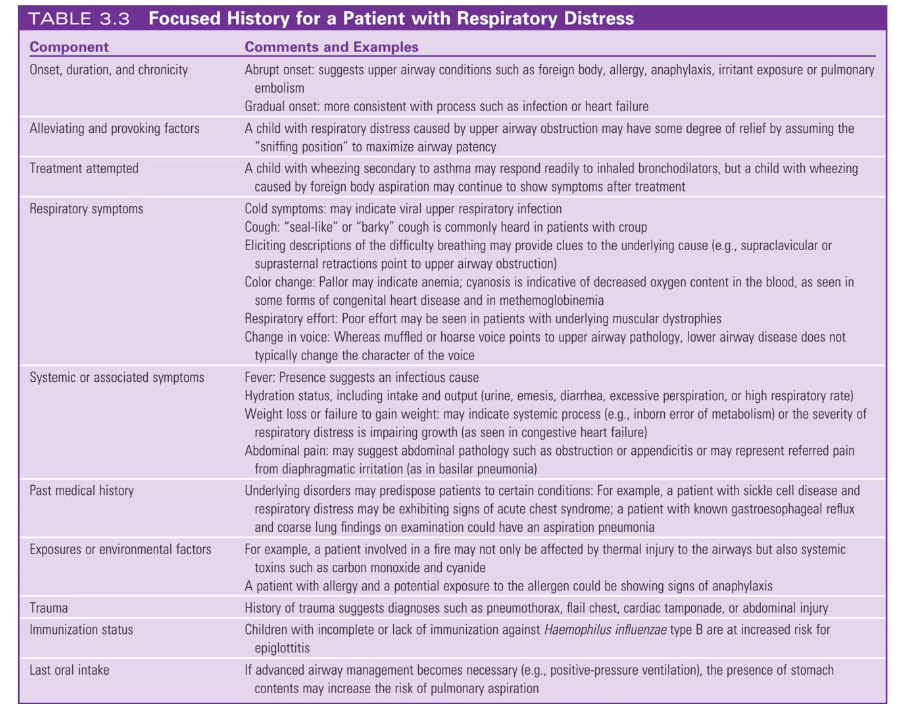 TABLE 3.3 Focused History for a Patient with Respiratory Distress
Component Comments and Examples
Onset, duration, and chronicity Abrupt onset: suggests upper airway conditions such as foreign body, allergy, anaphylaxis, irritant exposure or pulmonary
embolism
Gradual onset: more consistent with process such as infection or heart failure
Alleviating and provoking factors A child with respiratory distress caused by upper airway obstruction may have some degree of relief by assuming the
“sniffing position” to maximize airway patency
Treatment attempted A child with wheezing secondary to asthma may respond readily to inhaled bronchodilators, but a child with wheezing
caused by foreign body aspiration may continue to show symptoms after treatment
Respiratory symptoms Cold symptoms: may indicate viral upper respiratory infection
Cough: “seal-like” or “barky” cough is commonly heard in patients with croup
Eliciting descriptions of the difficulty breathing may provide clues to the underlying cause (e.g., supraclavicular or
suprasternal retractions point to upper airway obstruction)
Color change: Pallor may indicate anemia; cyanosis is indicative of decreased oxygen content in the blood, as seen in
some forms of congenital heart disease and in methemoglobinemia
Respiratory effort: Poor effort may be seen in patients with underlying muscular dystrophies
Change in voice: Whereas muffled or hoarse voice points to upper airway pathology, lower airway disease does not
typically change the character of the voice
Systemic or associated symptoms Fever: Presence suggests an infectious cause
Hydration status, including intake and output (urine, emesis, diarrhea, excessive perspiration, or high respiratory rate)
Weight loss or failure to gain weight: may indicate systemic process (e.g., inborn error of metabolism) or the severity of
respiratory distress is impairing growth (as seen in congestive heart failure)
Abdominal pain: may suggest abdominal pathology such as obstruction or appendicitis or may represent referred pain
from diaphragmatic irritation (as in basilar pneumonia)
Past medical history Underlying disorders may predispose patients to certain conditions: For example, a patient with sickle cell disease and
respiratory distress may be exhibiting signs of acute chest syndrome; a patient with known gastroesophageal reflux
and coarse lung findings on examination could have an aspiration pneumonia
Exposures or environmental factors For example, a patient involved in a fire may not only be affected by thermal injury to the airways but also systemic
toxins such as carbon monoxide and cyanide
A patient with allergy and a potential exposure to the allergen could be showing signs of anaphylaxis
Trauma History of trauma suggests diagnoses such as pneumothorax, flail chest, cardiac tamponade, or abdominal injury
Immunization status Children with incomplete or lack of immunization against Haemophilus influenzae type B are at increased risk for
epiglottitis
Last oral intake If advanced airway management becomes necessary (e.g., positive-pressure ventilation), the presence of stomach
contents may increase the risk of pulmonary aspiration